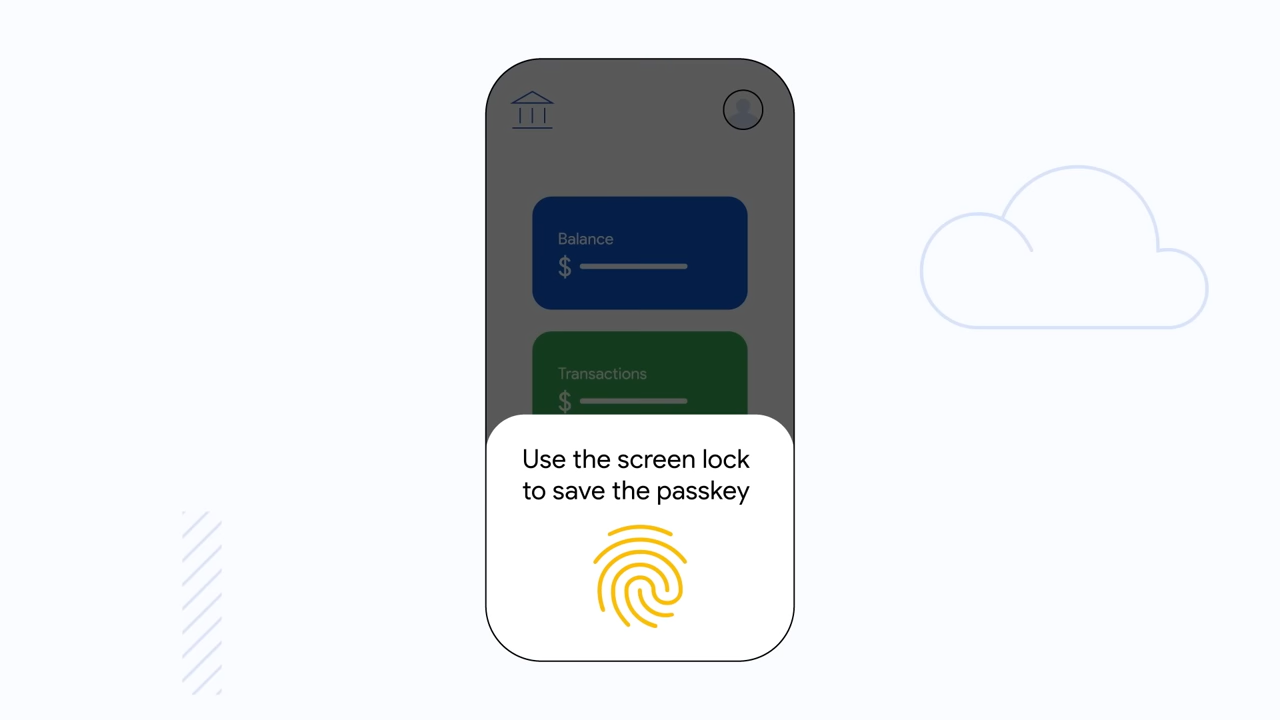 Balance
$
Transactions
$
Use the screen lock
to save the passkey